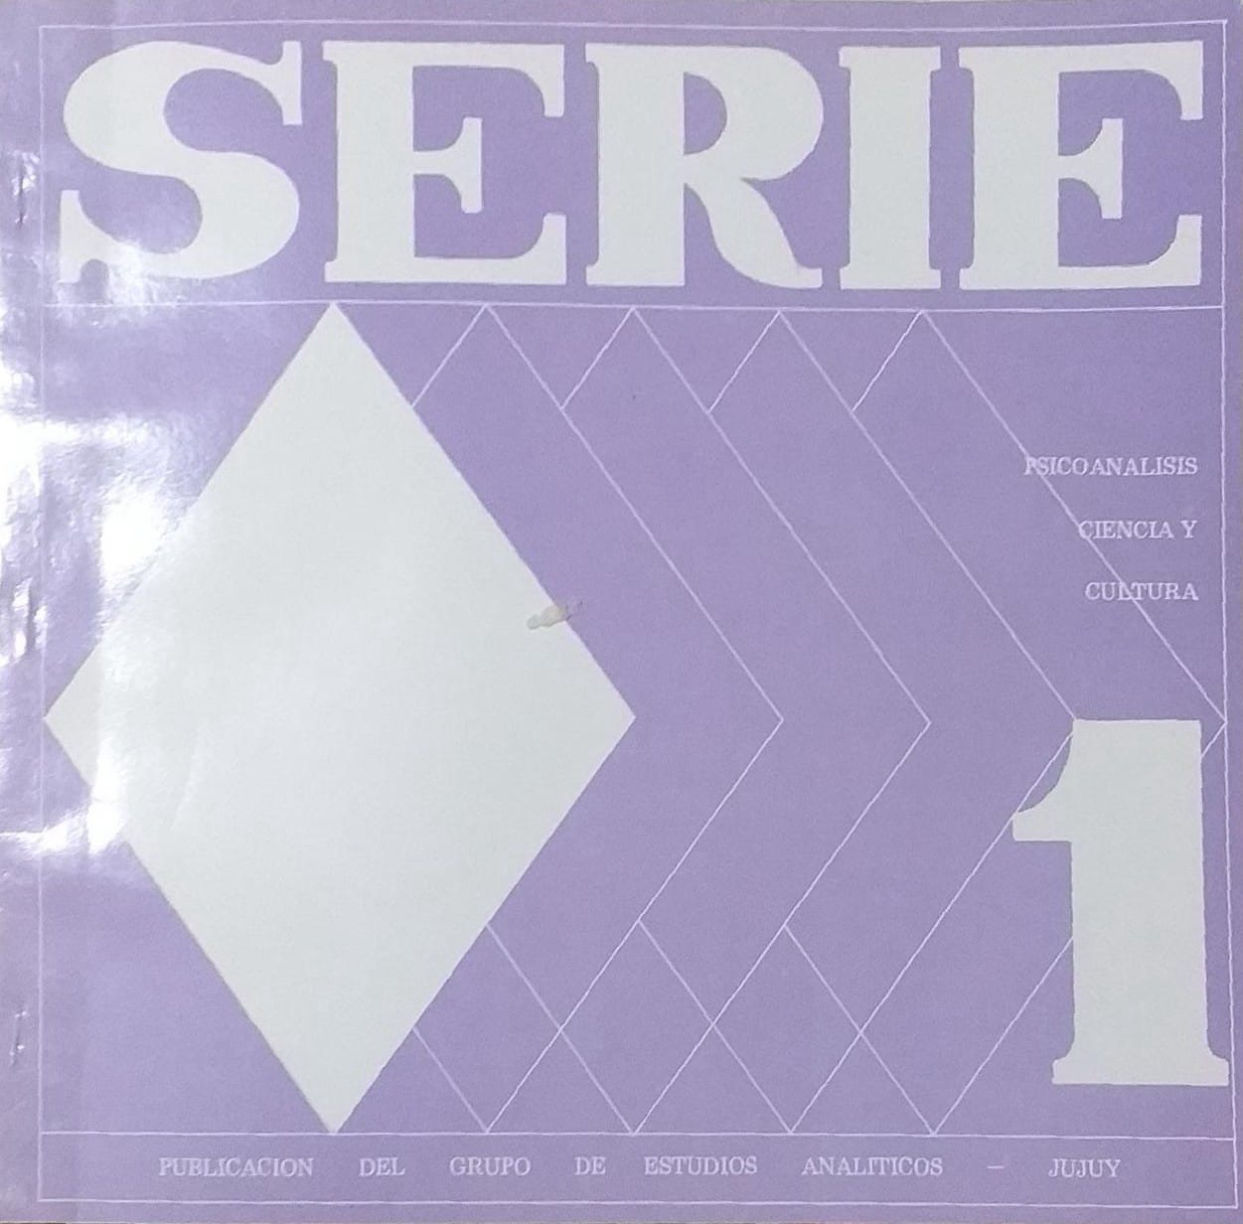 SERIE
PSICOANALISIS
CIENCIA Y
CULTURA
1
PUBLICACION DEL GRUPO DE ESTUDIOS ANALITICOS — JUJUY